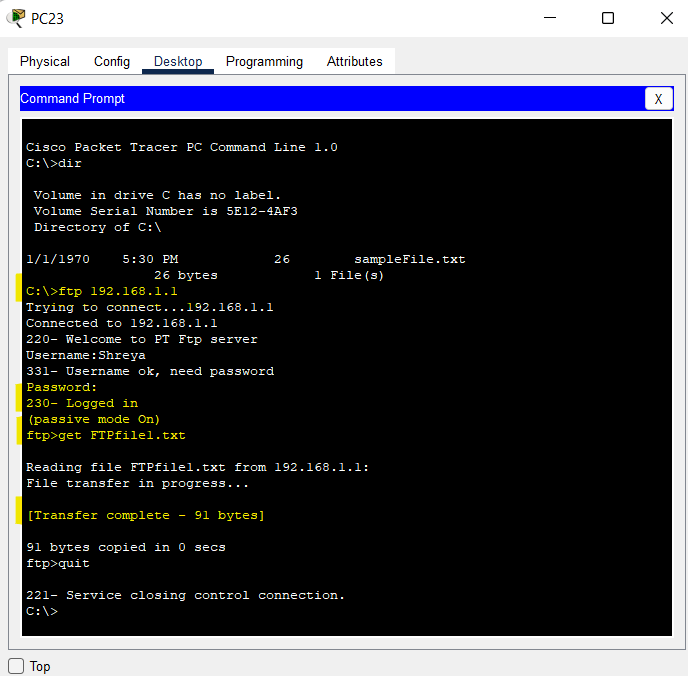 PC23
Physical Config Desktop Programming Attributes
Command Prompt X
Cisco Packet Tracer PC Command Line 1.0
C:\>dir
Volume in drive C has no label.
Volume Serial Number is 5E12-4AF3
Directory of C:\
1/1/1970 5:30 PM 26 sampleFile.txt
26 bytes 1 File(s)
C:\>ftp 192.168.1.1
Trying to connect...192.168.1.1
Connected to 192.168.1.1
220- Welcome to PT Ftp server
Username:Shreya
331- Username ok, need password
Password:
230- Logged in
(passive mode On)
ftp>get FTPfile1.txt
Reading file FTPfile1.txt from 192.168.1.1:
File transfer in progress...
[Transfer complete - 91 bytes]
91 bytes copied in 0 secs
ftp>quit
221- Service closing control connection.
C:\>
Top